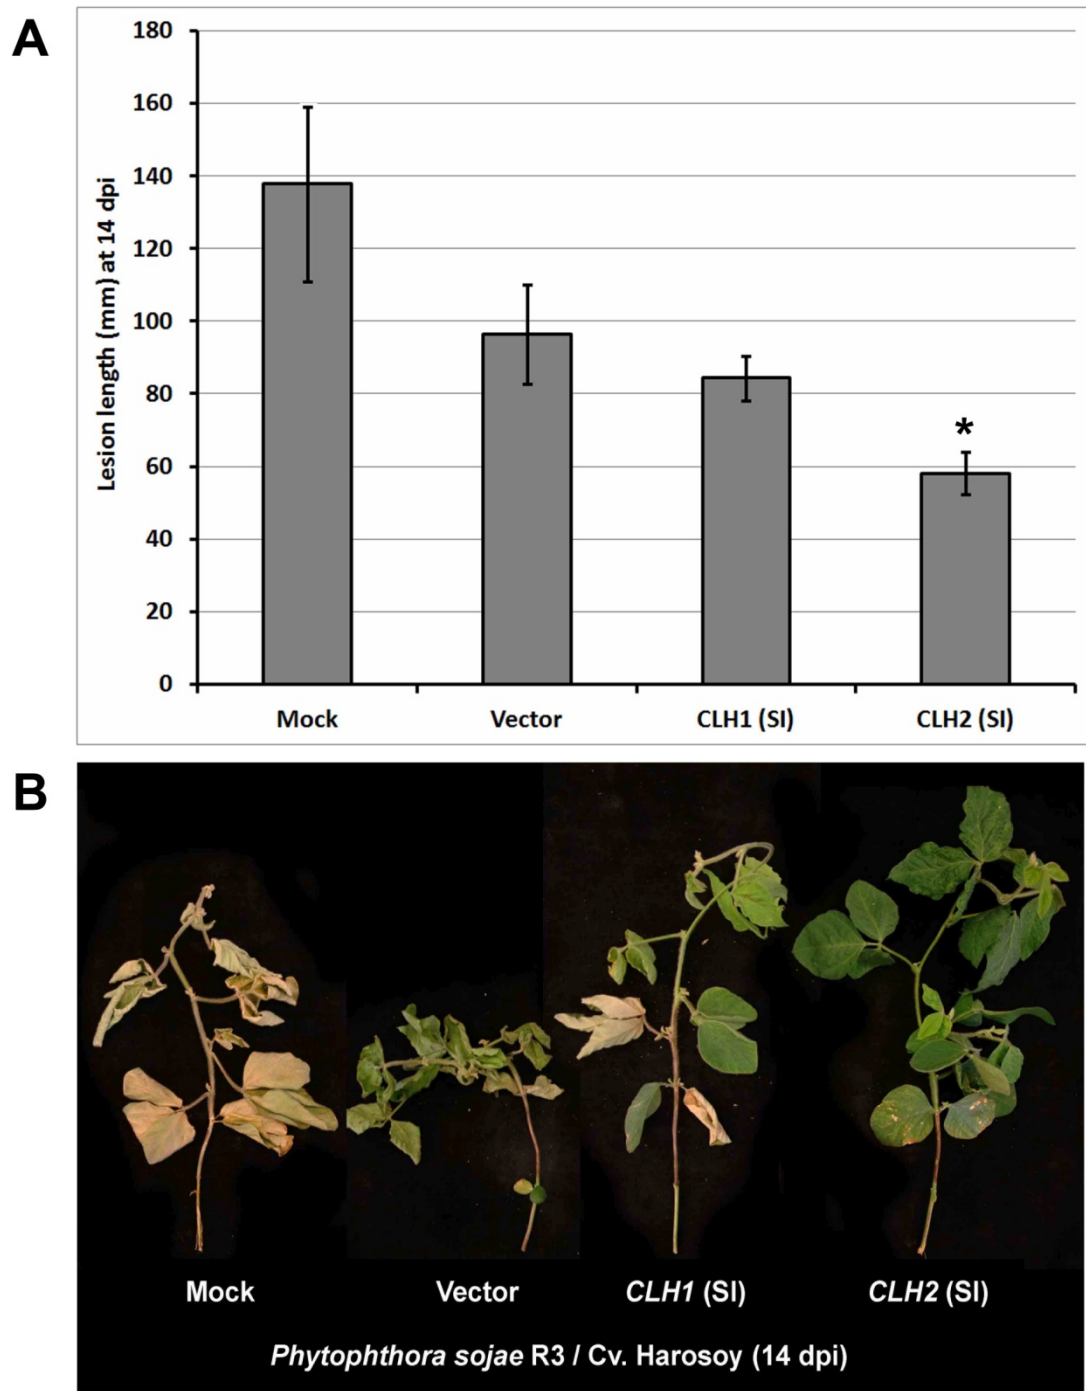 A
Lesion length (mm) at 14 dpi
180
160
140
120
100
80
60
40
20
0
*
Mock Vector CLH1 (SI) CLH2 (SI)
B
Mock Vector CLH1 (SI) CLH2 (SI)
Phytophthora sojae R3 / Cv. Harosoy (14 dpi)